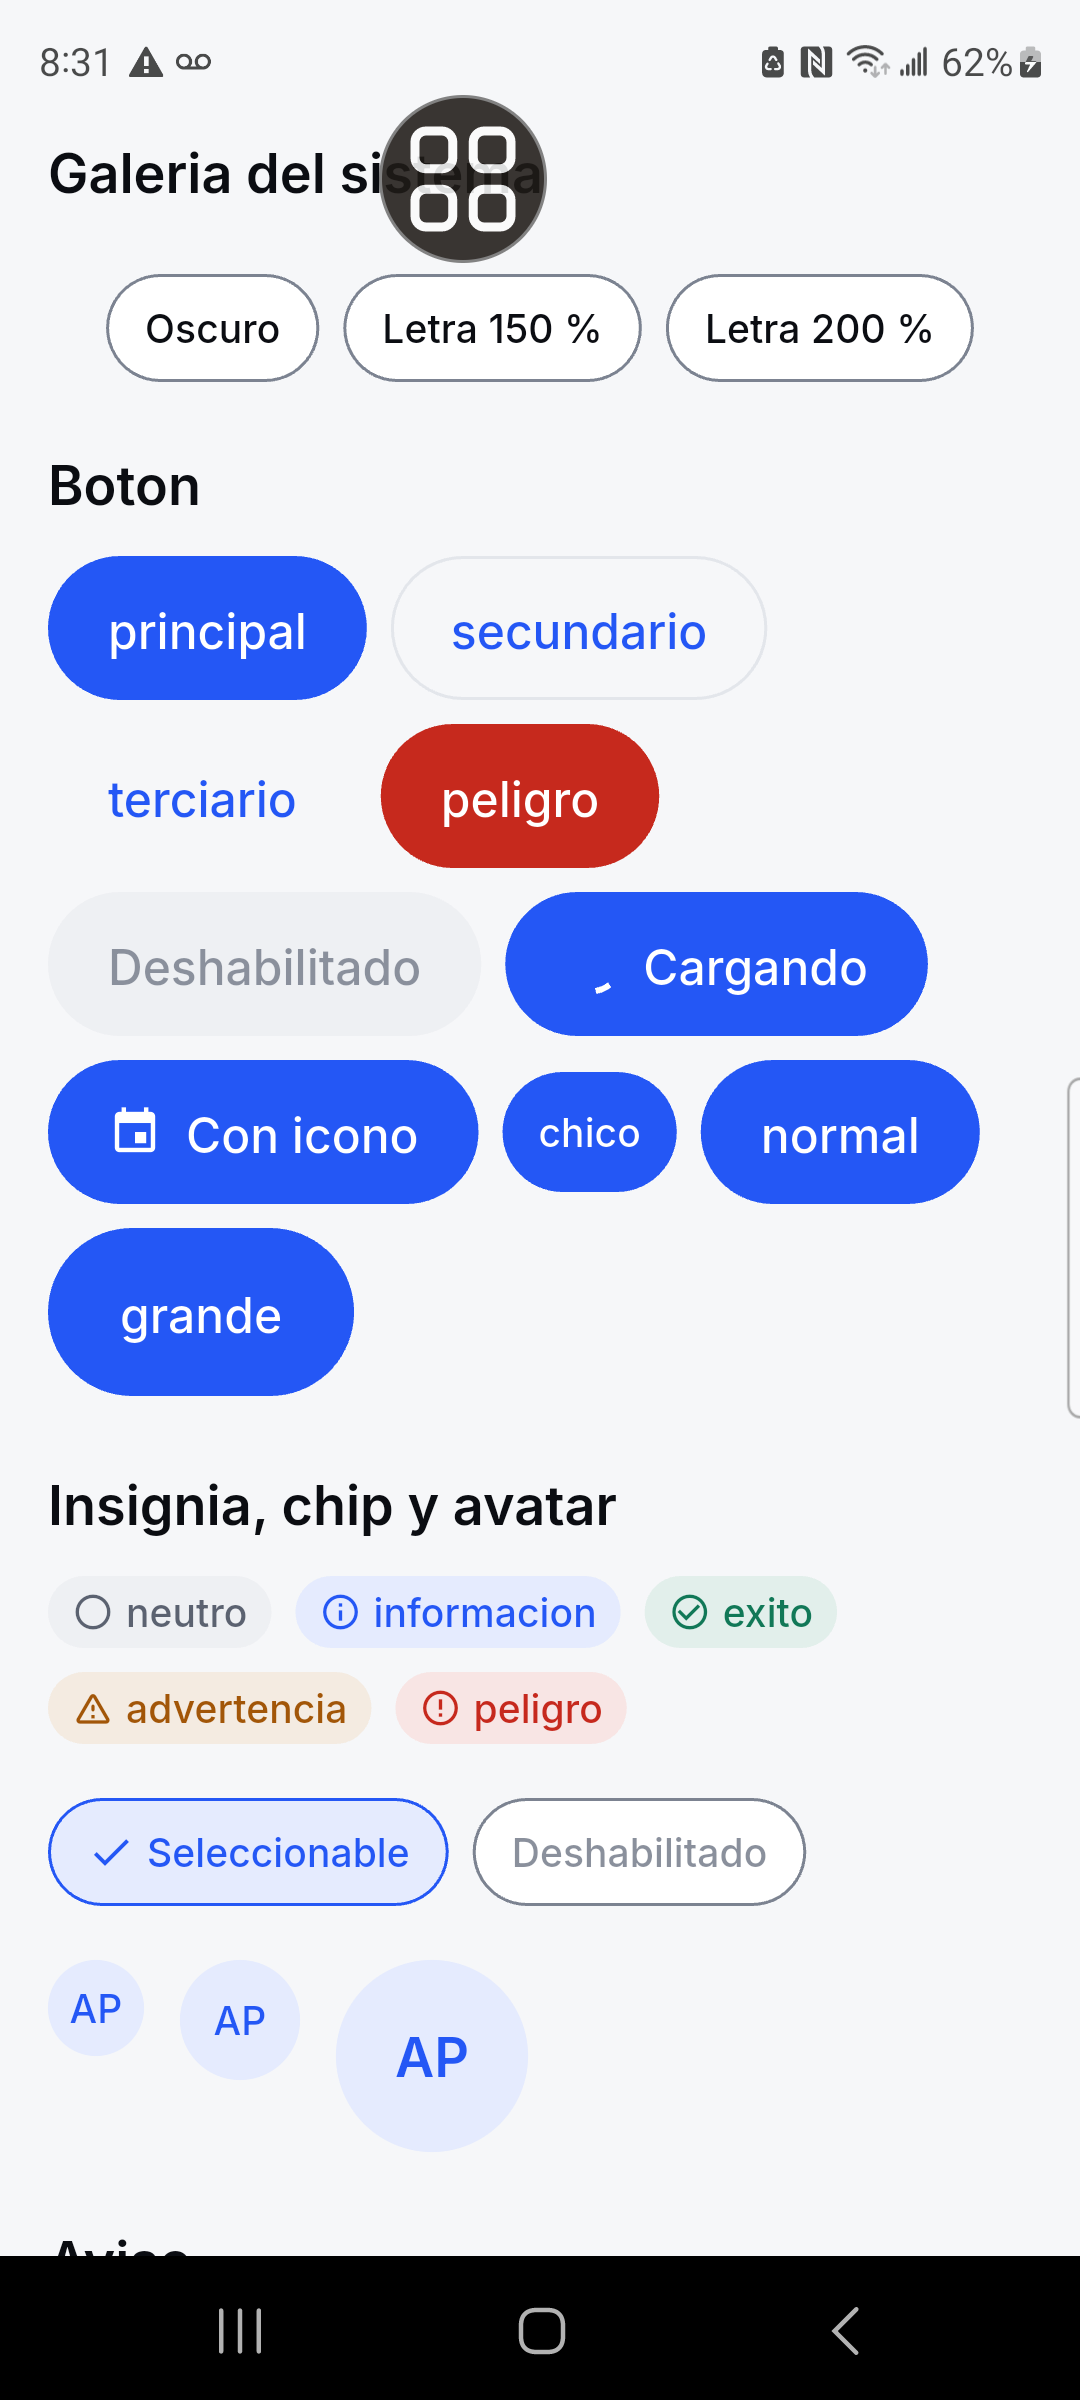 8:31 62%
Galeria del sistema
Oscuro Letra 150 % Letra 200 %
Boton
principal secundario
terciario peligro
Deshabilitado Cargando
Con icono chico normal
grande
Insignia, chip y avatar
neutro informacion exito
advertencia peligro
Seleccionable Deshabilitado
AP AP AP